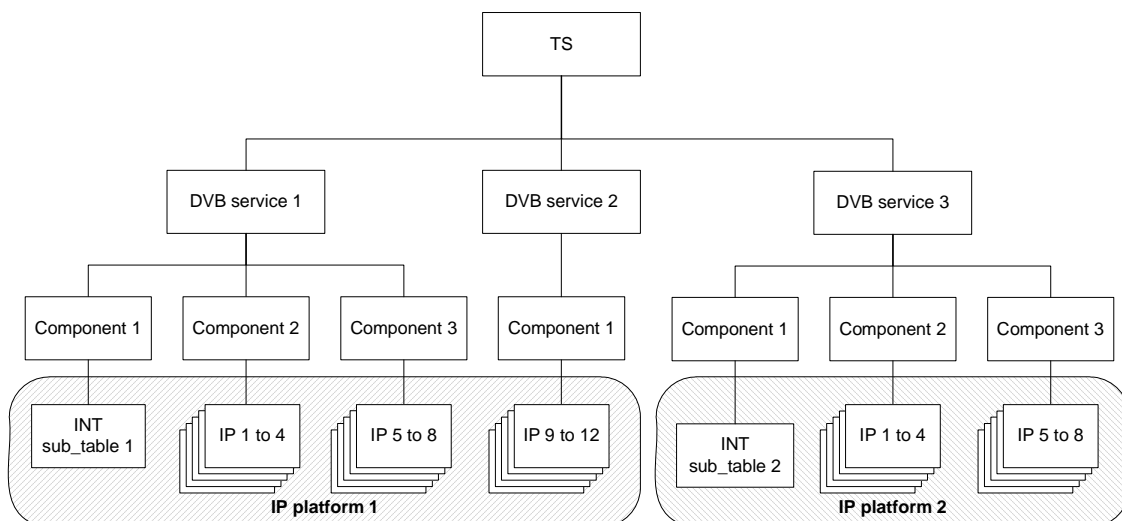 TS
DVB service 1
DVB service 2
DVB service 3
Component 1
Component 2
Component 3
Component 1
Component 1
Component 2
Component 3
INT
sub_table 1
IP 1 to 4
IP 5 to 8
IP 9 to 12
INT
sub_table 2
IP 1 to 4
IP 5 to 8
IP platform 1
IP platform 2